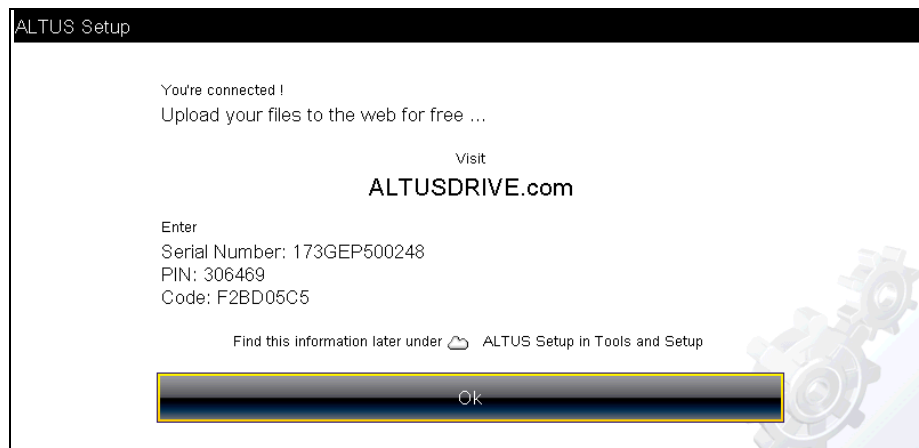 ALTUS Setup
You're connected !
Upload your files to the web for free ...
Visit
ALTUSDRIVE.com
Enter
Serial Number: 173GEP500248
PIN: 306469
Code: F2BD05C5
Find this information later under ALTUS Setup in Tools and Setup
Ok